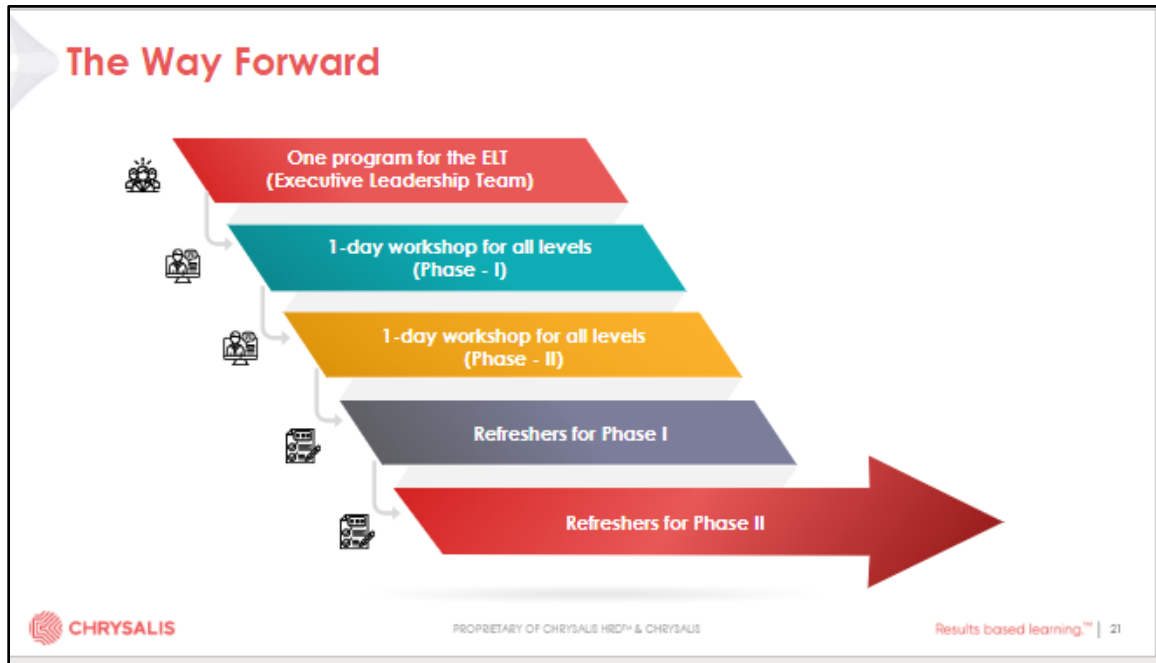 The Way Forward
One program for the ELT
(Executive Leadership Team)
1-day workshop for all levels
(Phase - I)
1-day workshop for all levels
(Phase - II)
Refreshers for Phase I
Refreshers for Phase II
CHRYSALIS
PROPRIETARY OF CHRYSALIS HRD™ & CHRYSALIS
Results based learning.™ | 21